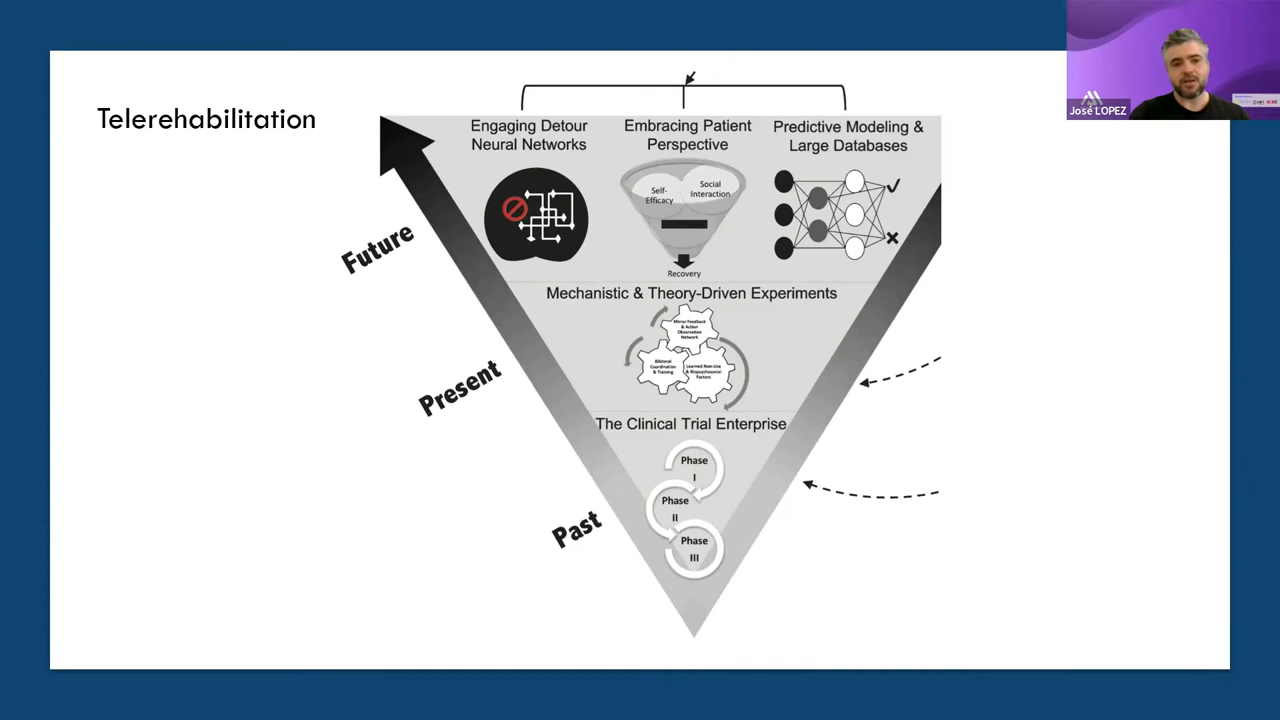 Telerehabilitation
Engaging Detour
Neural Networks
Embracing Patient
Perspective
Predictive Modeling &
Large Databases
Self-
Efficacy
Social
Interaction
Recovery
Future
Mechanistic & Theory-Driven Experiments
Mirror Feedback
& Action
Observation
Network
Bilateral
Coordination
& Training
Learned Non-Use
& Biopsychosocial
Factors
Present
The Clinical Trial Enterprise
Phase
I
Phase
II
Phase
III
Past
José LOPEZ